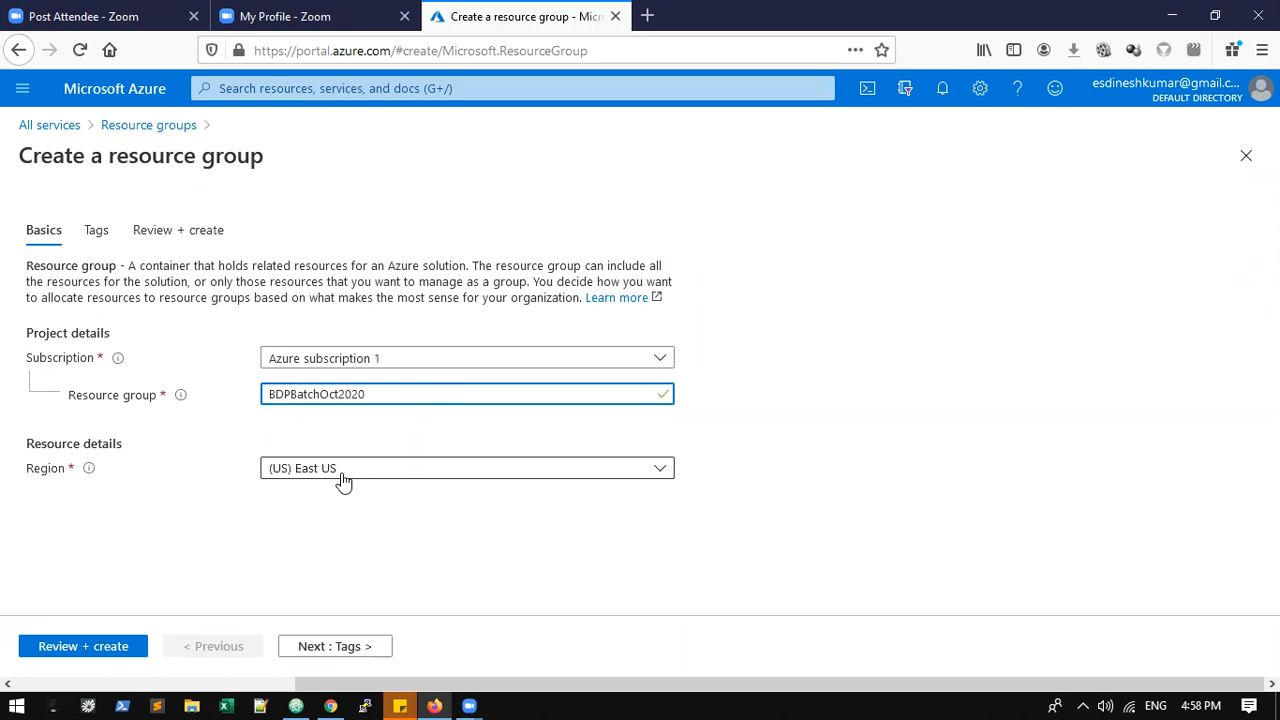 Post Attendee - Zoom
My Profile - Zoom
Create a resource group - Micr
https://portal.azure.com/#create/Microsoft.ResourceGroup
Microsoft Azure
Search resources, services, and docs (G+/)
esdineshkumar@gmail.c...
DEFAULT DIRECTORY
All services > Resource groups >
Create a resource group
Basics
Tags
Review + create
Resource group - A container that holds related resources for an Azure solution. The resource group can include all
the resources for the solution, or only those resources that you want to manage as a group. You decide how you want
to allocate resources to resource groups based on what makes the most sense for your organization. Learn more
Project details
Subscription *
Azure subscription 1
Resource group *
BDPBatchOct2020
Resource details
Region *
(US) East US
Review + create
< Previous
Next : Tags >
ENG
4:58 PM